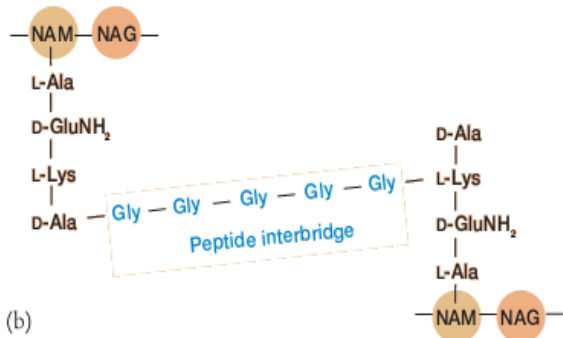 NAM NAG
L-Ala
D-GluNH₂
L-Lys
D-Ala
Gly — Gly — Gly — Gly — Gly
Peptide interbridge
D-Ala
L-Lys
D-GluNH₂
L-Ala
NAM NAG
(b)